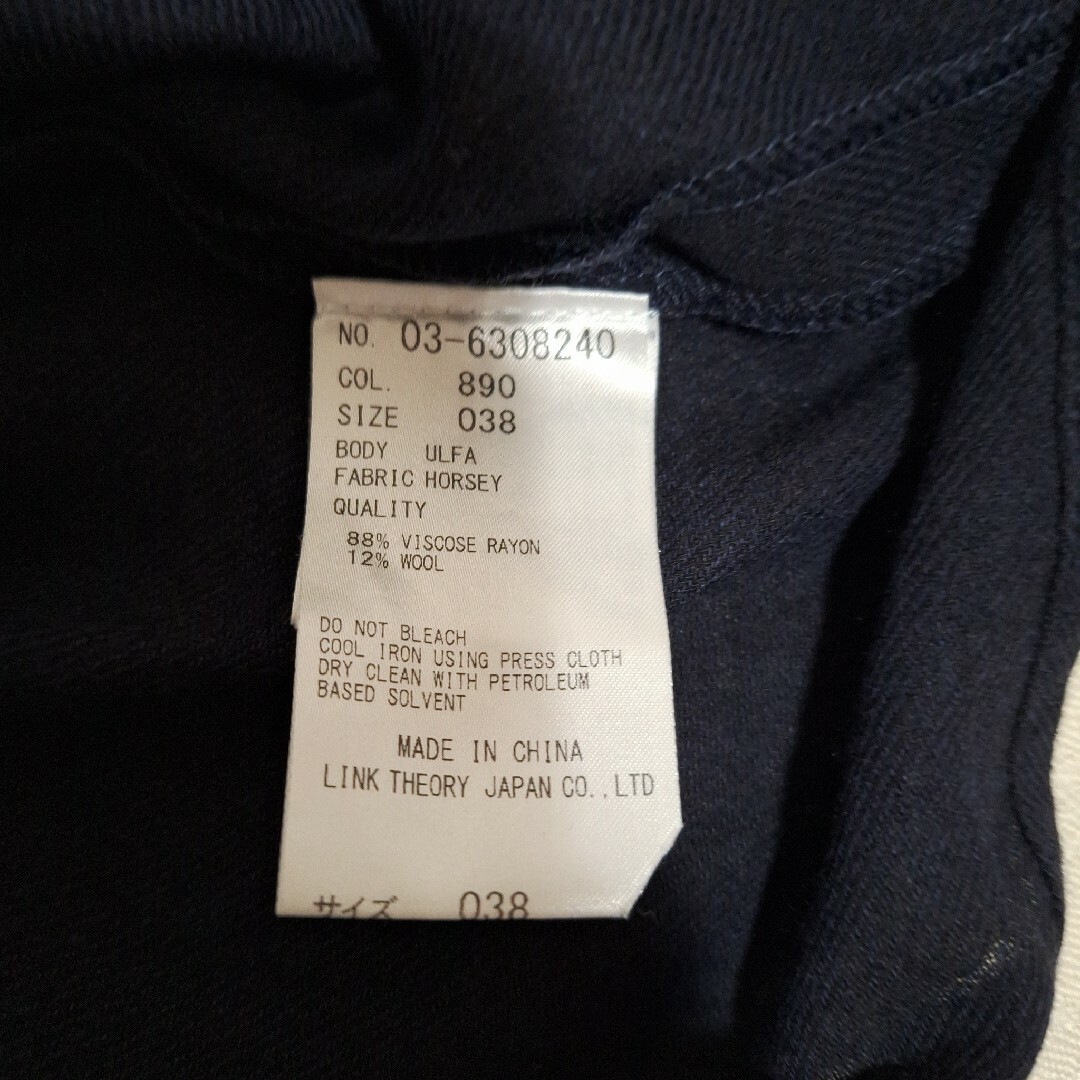 NO. 03-6308240
COL. 890
SIZE 038
BODY ULFA
FABRIC HORSEY
QUALITY
88% VISCOSE RAYON
12% WOOL
DO NOT BLEACH
COOL IRON USING PRESS CLOTH
DRY CLEAN WITH PETROLEUM
BASED SOLVENT
MADE IN CHINA
LINK THEORY JAPAN CO.,LTD
サイズ 038